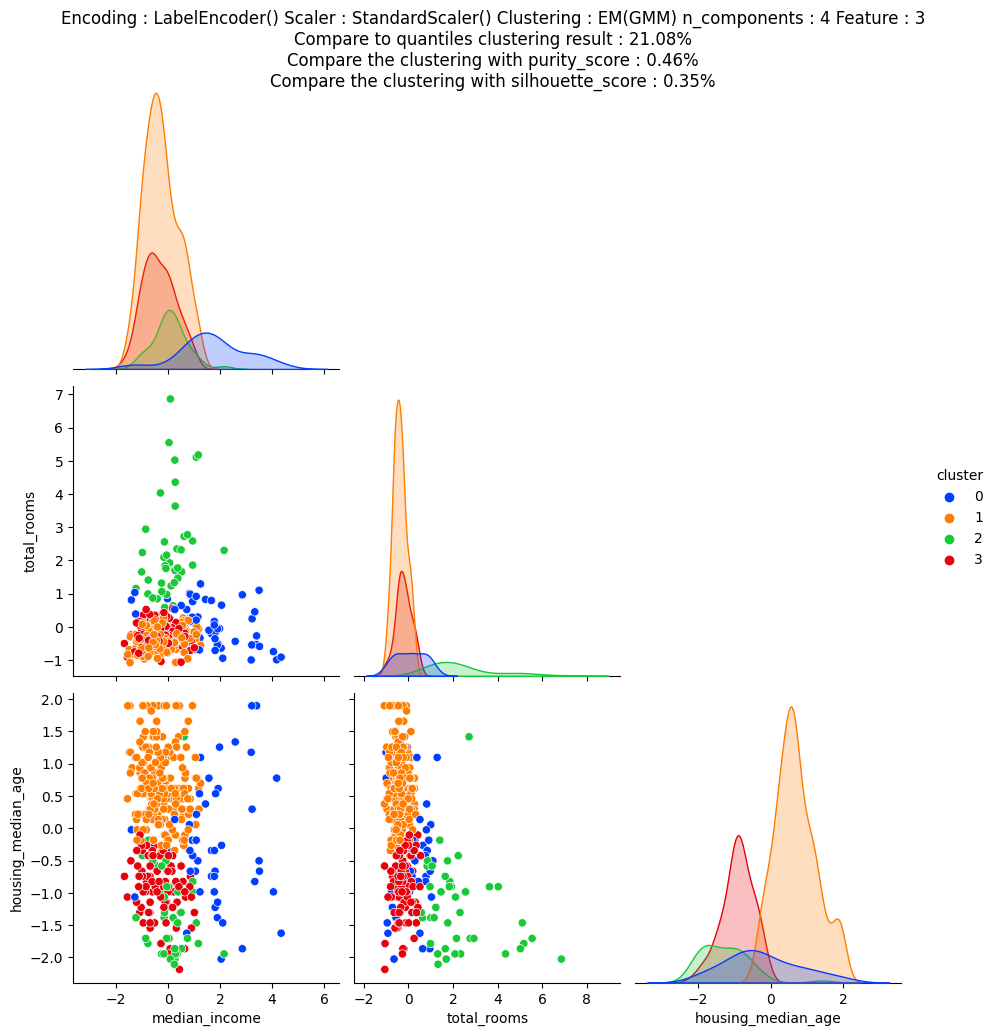 Encoding : LabelEncoder() Scaler : StandardScaler() Clustering : EM(GMM) n_components : 4 Feature : 3
Compare to quantiles clustering result : 21.08%
Compare the clustering with purity_score : 0.46%
Compare the clustering with silhouette_score : 0.35%
7
6
5
4
3
2
1
0
−1
total_rooms
cluster
0
1
2
3
2.0
1.5
1.0
0.5
0.0
−0.5
−1.0
−1.5
−2.0
housing_median_age
−2 0 2 4 6
−2 0 2 4 6 8
−2 0 2
median_income
total_rooms
housing_median_age